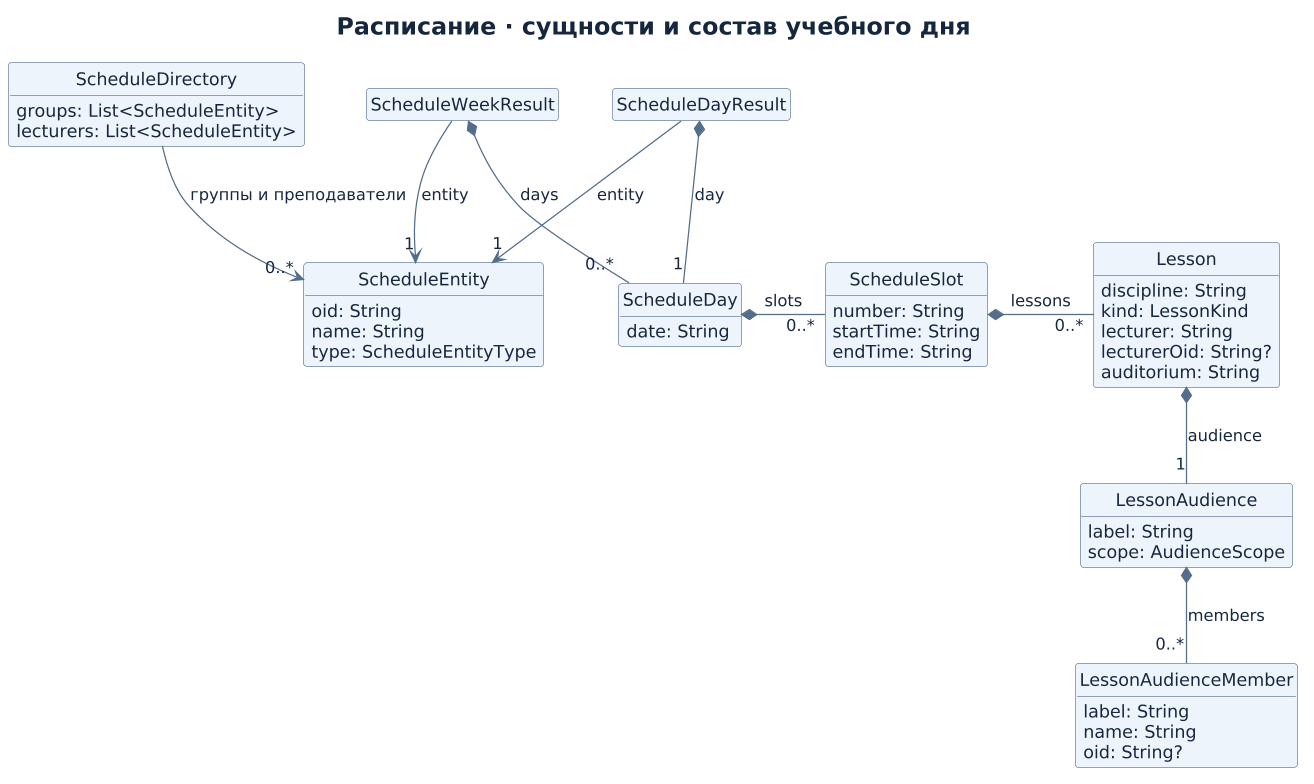 Расписание · сущности и состав учебного дня
ScheduleDirectory
groups: List<ScheduleEntity>
lecturers: List<ScheduleEntity>
ScheduleWeekResult
ScheduleDayResult
группы и преподаватели
entity
days
entity
day
0..*
1
1
0..*
1
ScheduleEntity
oid: String
name: String
type: ScheduleEntityType
ScheduleDay
date: String
slots
0..*
ScheduleSlot
number: String
startTime: String
endTime: String
lessons
0..*
Lesson
discipline: String
kind: LessonKind
lecturer: String
lecturerOid: String?
auditorium: String
audience
1
LessonAudience
label: String
scope: AudienceScope
members
0..*
LessonAudienceMember
label: String
name: String
oid: String?